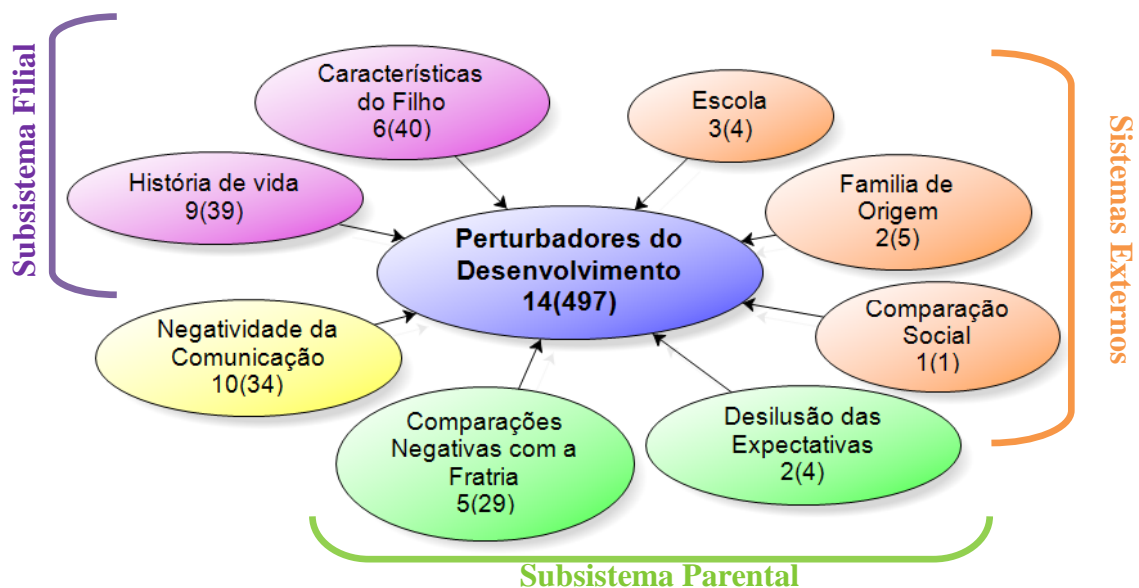 Subsistema Filial
Características
do Filho
6(40)
História de vida
9(39)
Escola
3(4)
Familia de
Origem
2(5)
Comparação
Social
1(1)
Sistemas Externos
Perturbadores do
Desenvolvimento
14(497)
Negatividade da
Comunicação
10(34)
Comparações
Negativas com a
Fratria
5(29)
Desilusão das
Expectativas
2(4)
Subsistema Parental